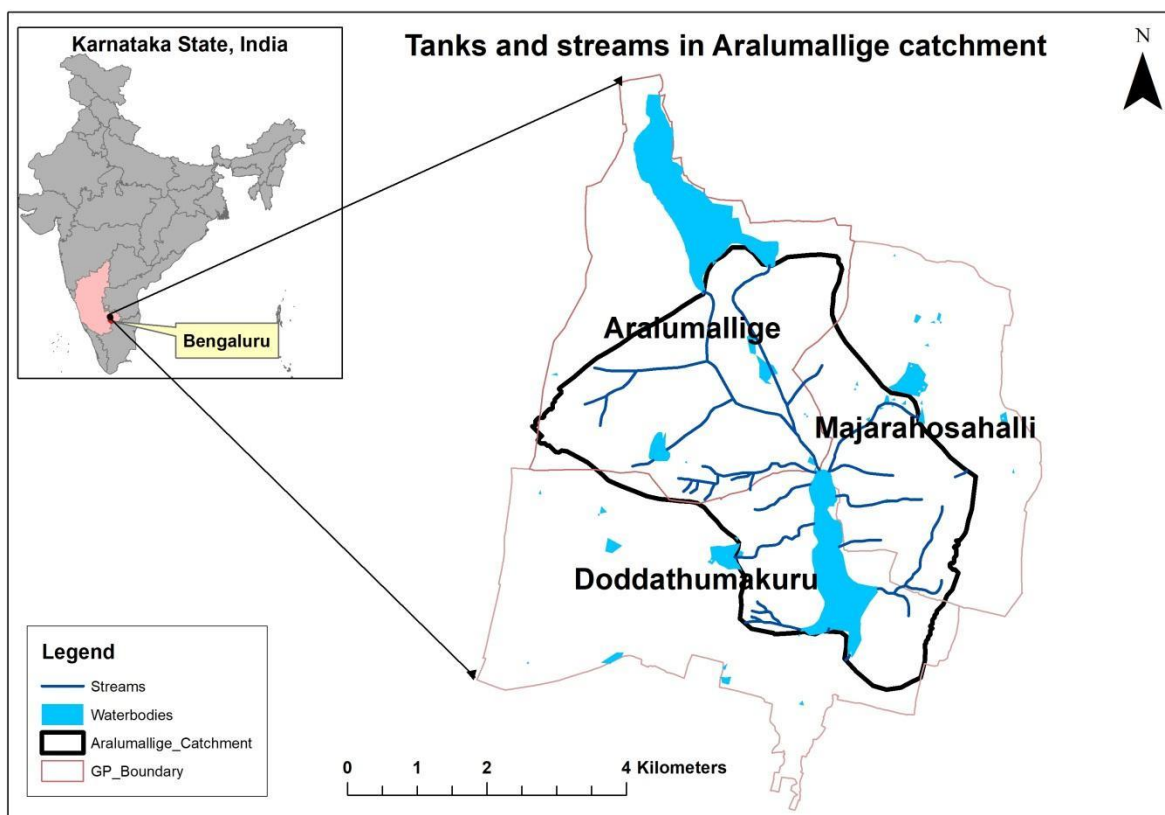 Karnataka State, India
Tanks and streams in Aralumallige catchment
N
Bengaluru
Aralumallige
Majarahosahalli
Doddathumakuru
Legend
Streams
Waterbodies
Aralumallige_Catchment
GP_Boundary
0 1 2 4 Kilometers